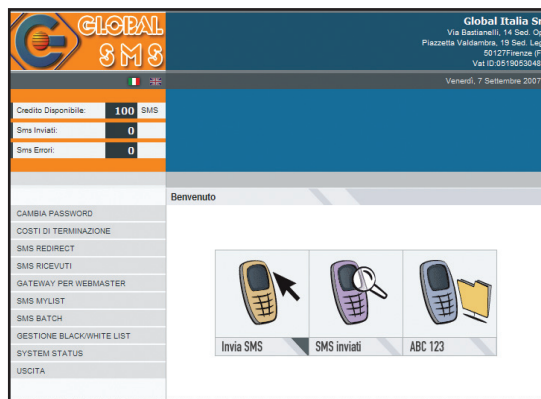 GLOBAL
SMS
Global Italia Sr
Via Bastianelli, 14 Sed. Op
Piazzetta Valdambra, 19 Sed. Leg
50127Firenze (F
Vat ID:0519053048
Venerdì, 7 Settembre 2007
Credito Disponibile: 100 SMS
Sms Inviati: 0
Sms Errori: 0
Benvenuto
CAMBIA PASSWORD
COSTI DI TERMINAZIONE
SMS REDIRECT
SMS RICEVUTI
GATEWAY PER WEBMASTER
SMS MYLIST
SMS BATCH
GESTIONE BLACK/WHITE LIST
SYSTEM STATUS
USCITA
Invia SMS
SMS inviati
ABC 123